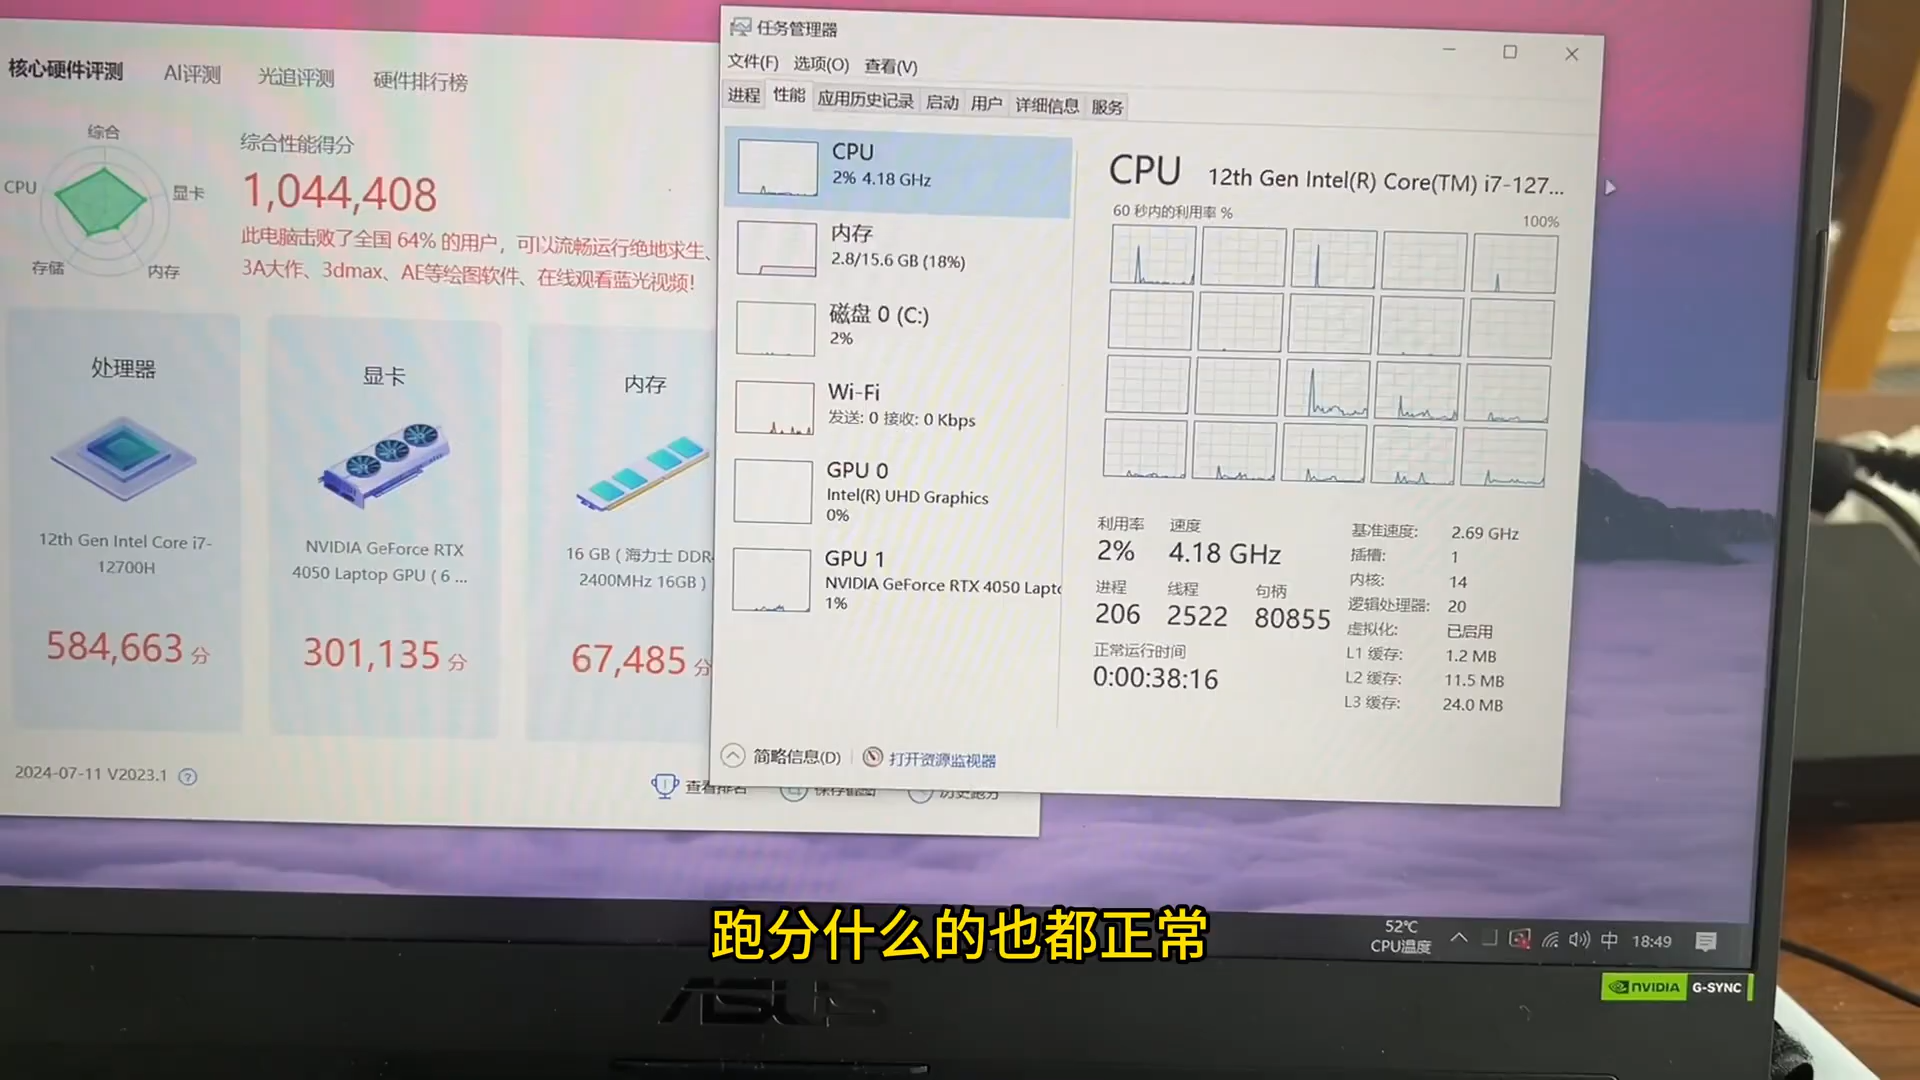 核心硬件评测 AI评测 光追评测 硬件排行榜
综合
CPU
显卡
存储
内存
综合性能得分
1,044,408
此电脑击败了全国 64% 的用户，可以流畅运行绝地求生、
3A大作、3dmax、AE等绘图软件、在线观看蓝光视频!
处理器
12th Gen Intel Core i7-
12700H
584,663 分
显卡
NVIDIA GeForce RTX
4050 Laptop GPU ( 6 ...
301,135 分
内存
16 GB ( 海力士 DDR
2400MHz 16GB )
67,485 分
2024-07-11 V2023.1
查看排名 保存截图 历史跑分
任务管理器
文件(F) 选项(O) 查看(V)
进程 性能 应用历史记录 启动 用户 详细信息 服务
CPU
2% 4.18 GHz
内存
2.8/15.6 GB (18%)
磁盘 0 (C:)
2%
Wi-Fi
发送: 0 接收: 0 Kbps
GPU 0
Intel(R) UHD Graphics
0%
GPU 1
NVIDIA GeForce RTX 4050 Lapto
1%
CPU 12th Gen Intel(R) Core(TM) i7-127...
60 秒内的利用率 % 100%
利用率 速度
2% 4.18 GHz
进程 线程 句柄
206 2522 80855
正常运行时间
0:00:38:16
基准速度: 2.69 GHz
插槽: 1
内核: 14
逻辑处理器: 20
虚拟化: 已启用
L1 缓存: 1.2 MB
L2 缓存: 11.5 MB
L3 缓存: 24.0 MB
简略信息(D) 打开资源监视器
跑分什么的也都正常
52℃
CPU温度
中 18:49
NVIDIA G-SYNC
ASUS